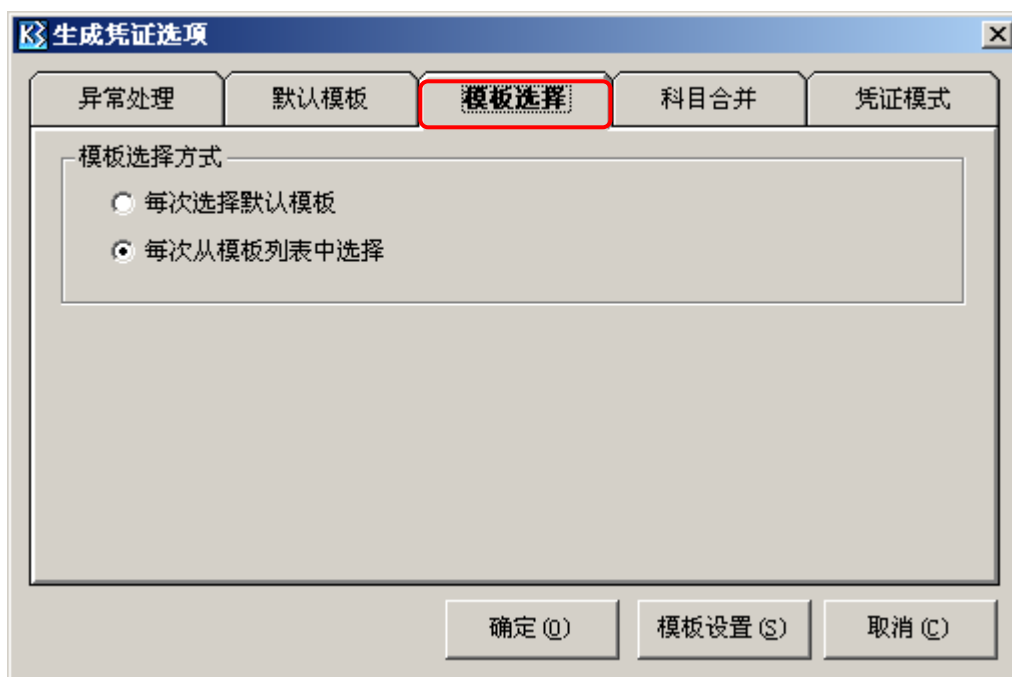 K3 生成凭证选项
异常处理 默认模板 模板选择 科目合并 凭证模式
模板选择方式
每次选择默认模板
每次从模板列表中选择
确定(O) 模板设置(S) 取消(C)